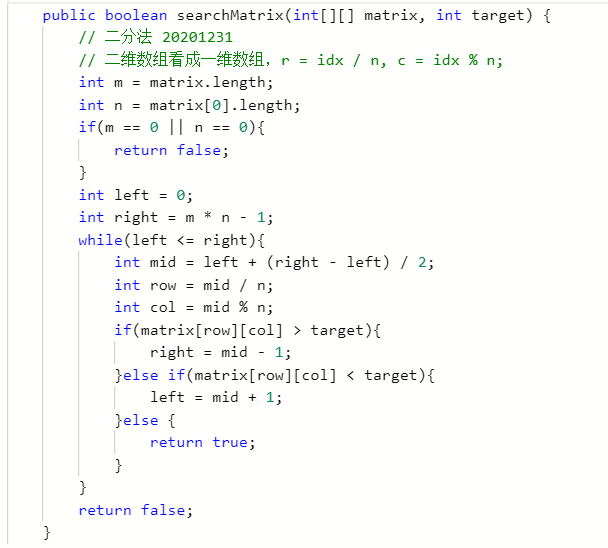 public boolean searchMatrix(int[][] matrix, int target) {
    // 二分法 20201231
    // 二维数组看成一维数组，r = idx / n, c = idx % n;
    int m = matrix.length;
    int n = matrix[0].length;
    if(m == 0 || n == 0){
        return false;
    }
    int left = 0;
    int right = m * n - 1;
    while(left <= right){
        int mid = left + (right - left) / 2;
        int row = mid / n;
        int col = mid % n;
        if(matrix[row][col] > target){
            right = mid - 1;
        }else if(matrix[row][col] < target){
            left = mid + 1;
        }else {
            return true;
        }
    }
    return false;
}